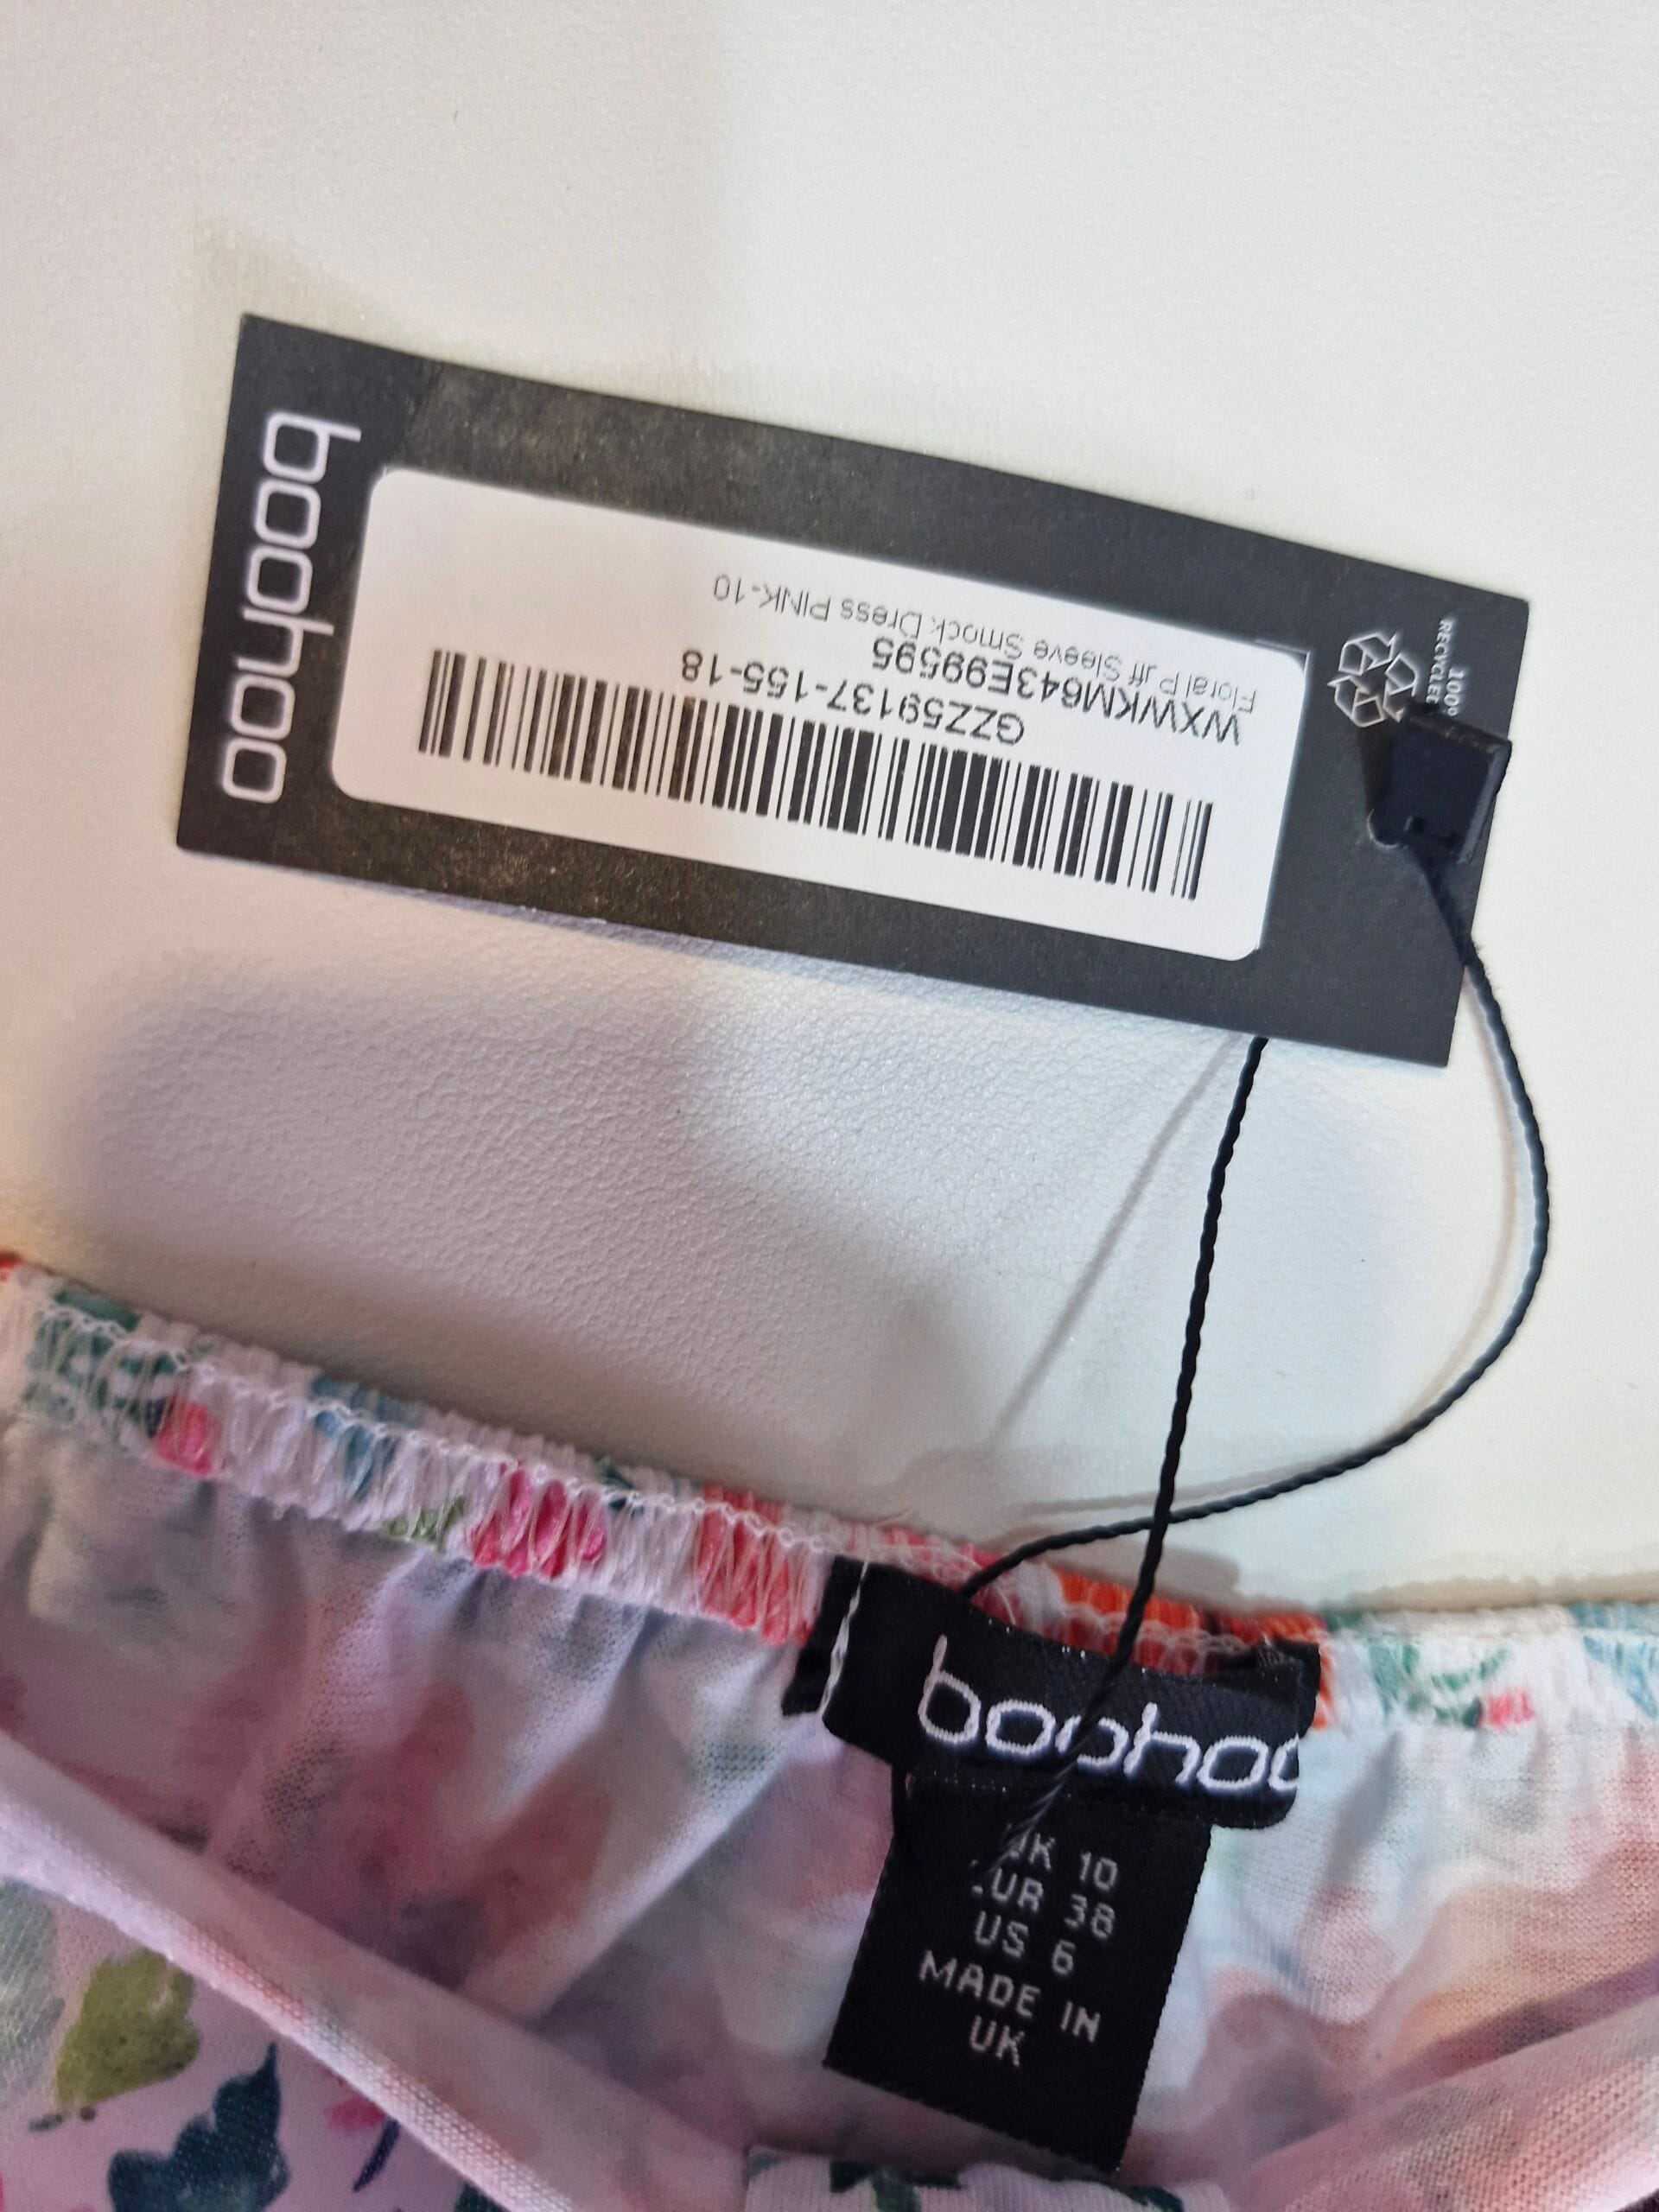 boohoo
GZZ59137-155-18
WXWKM643E99595
Floral Puff Sleeve Smock Dress PINK-10
100%
RECYCLED
boohoo
UK 10
EUR 38
US 6
MADE IN
UK